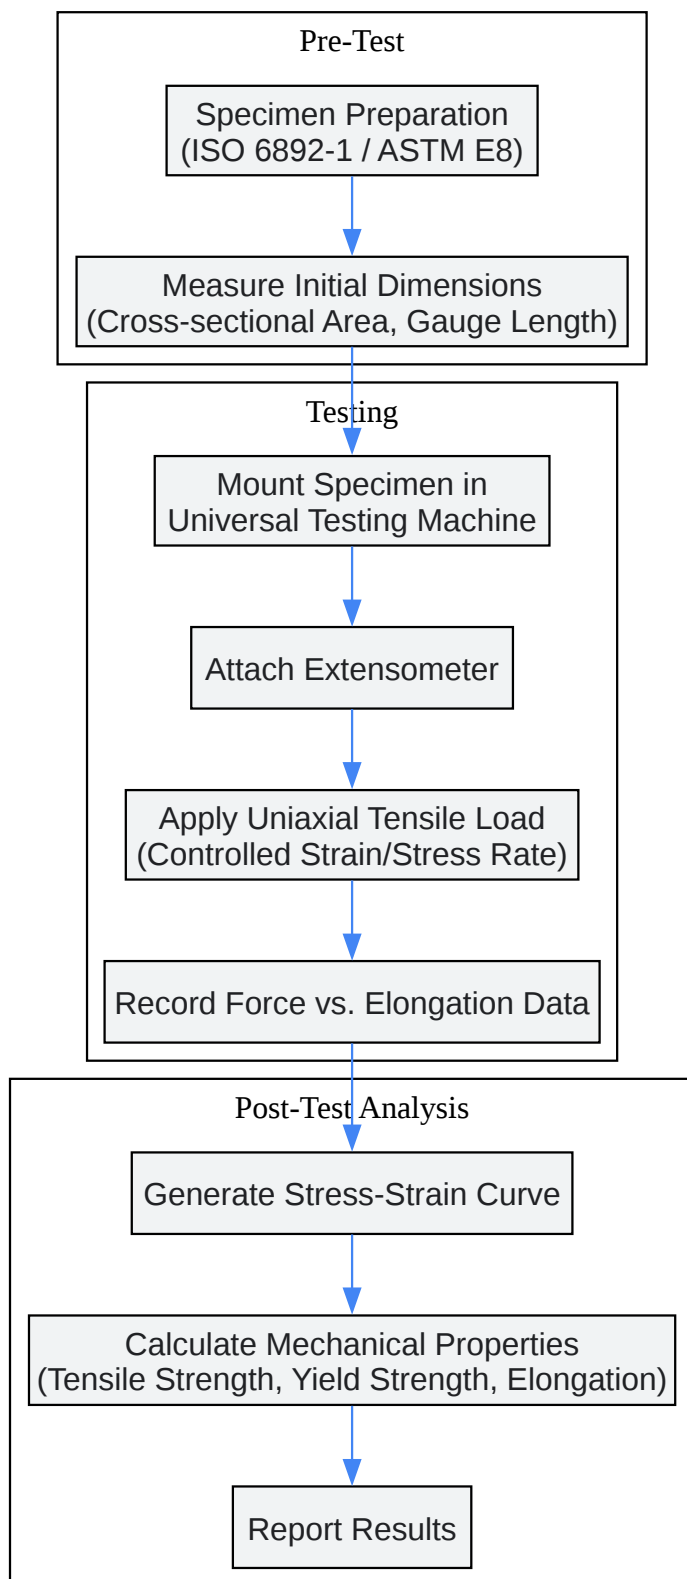 Pre-Test
Specimen Preparation
(ISO 6892-1 / ASTM E8)
Measure Initial Dimensions
(Cross-sectional Area, Gauge Length)
Testing
Mount Specimen in
Universal Testing Machine
Attach Extensometer
Apply Uniaxial Tensile Load
(Controlled Strain/Stress Rate)
Record Force vs. Elongation Data
Post-Test Analysis
Generate Stress-Strain Curve
Calculate Mechanical Properties
(Tensile Strength, Yield Strength, Elongation)
Report Results